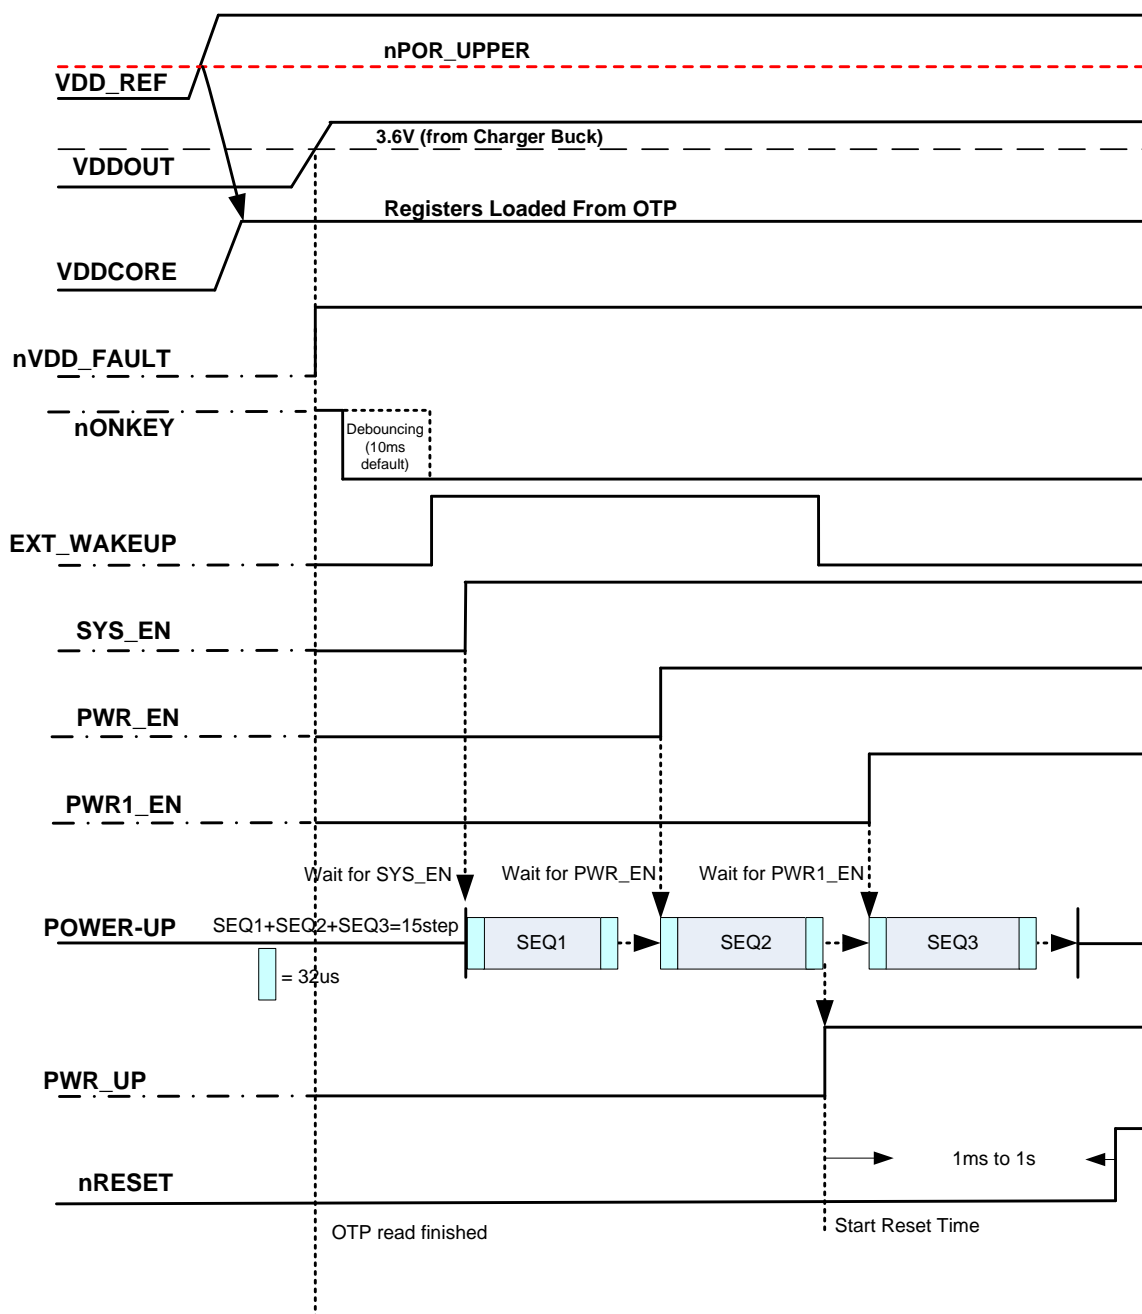 nPOR_UPPER
VDD_REF
3.6V (from Charger Buck)
VDDOUT
Registers Loaded From OTP
VDDCORE
nVDD_FAULT
nONKEY
Debouncing
(10ms
default)
EXT_WAKEUP
SYS_EN
PWR_EN
PWR1_EN
Wait for SYS_EN
Wait for PWR_EN
Wait for PWR1_EN
POWER-UP
SEQ1+SEQ2+SEQ3=15step
SEQ1
SEQ2
SEQ3
= 32us
PWR_UP
1ms to 1s
nRESET
OTP read finished
Start Reset Time